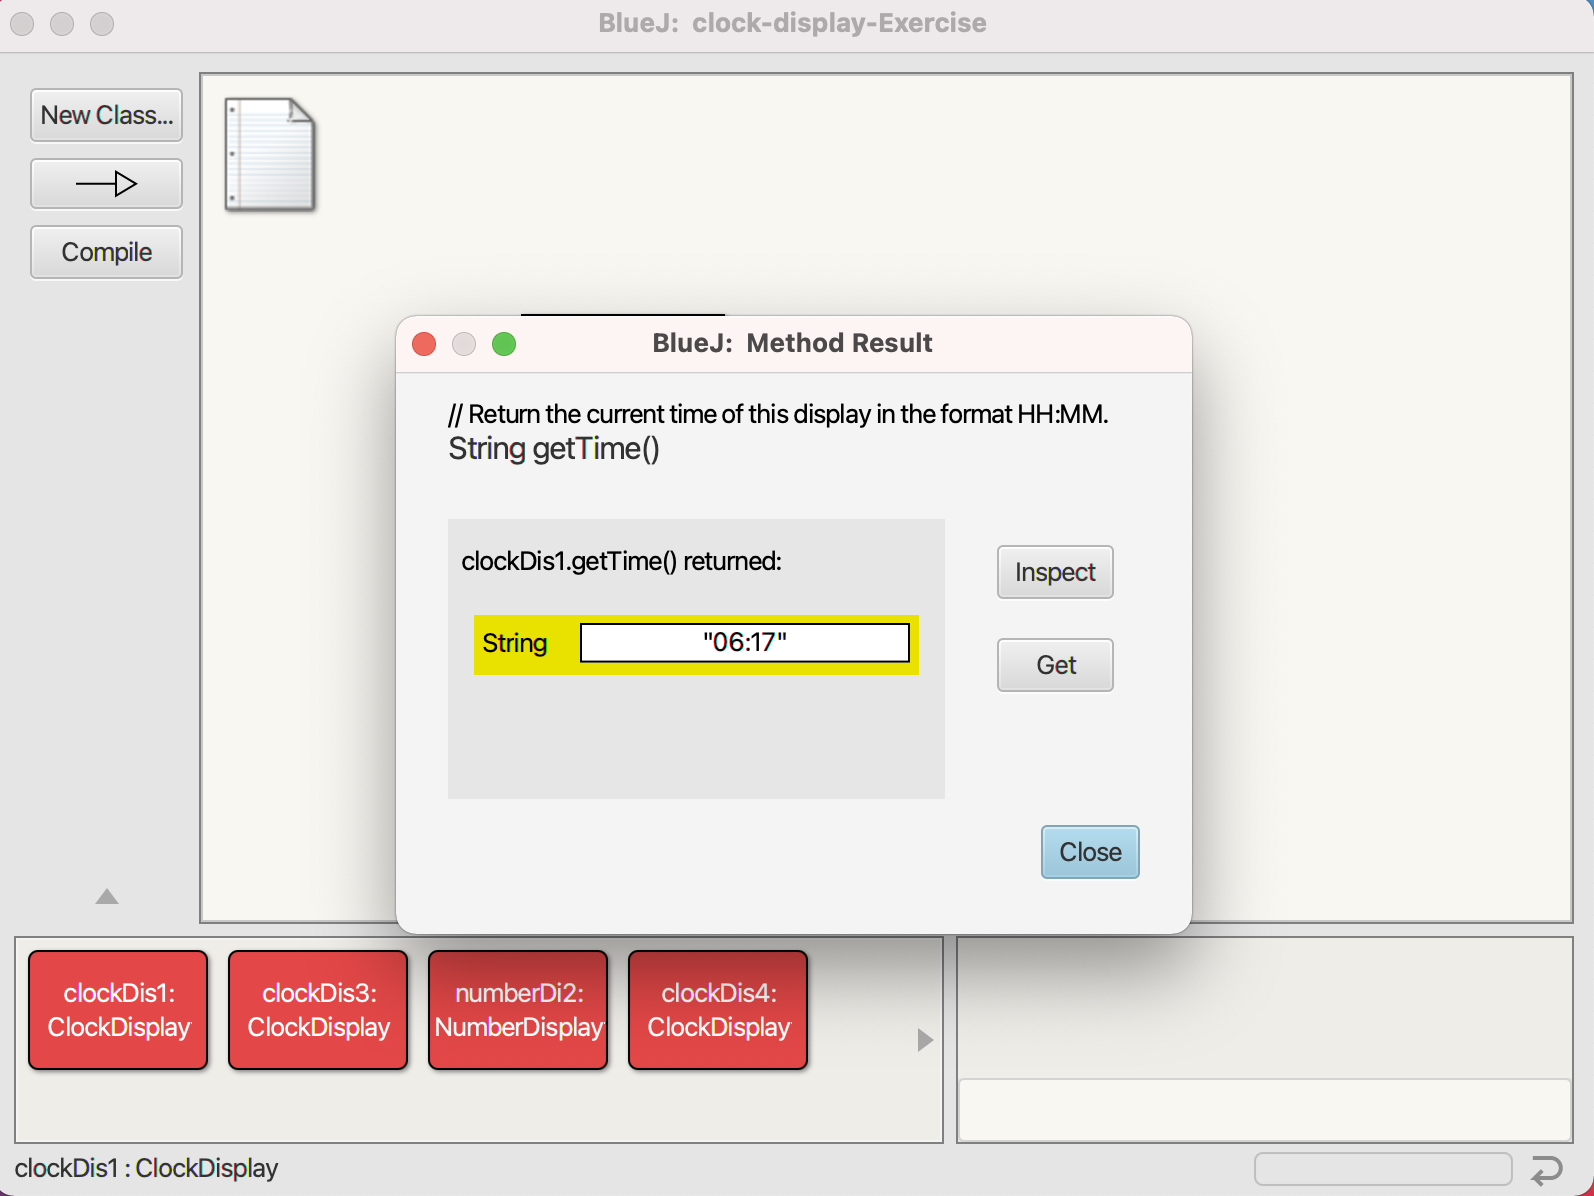 BlueJ: clock-display-Exercise
New Class...
Compile
BlueJ: Method Result
// Return the current time of this display in the format HH:MM.
String getTime()
clockDis1.getTime() returned:
String "06:17"
Inspect
Get
Close
clockDis1:
ClockDisplay
clockDis3:
ClockDisplay
numberDi2:
NumberDisplay
clockDis4:
ClockDisplay
clockDis1 : ClockDisplay